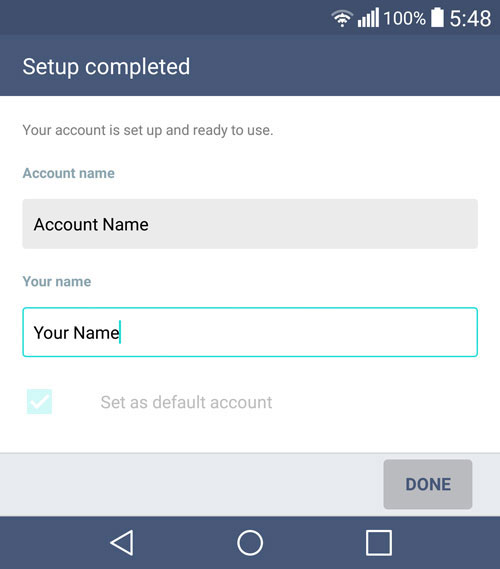 100% 5:48
Setup completed
Your account is set up and ready to use.
Account name
Account Name
Your name
Your Name
Set as default account
DONE